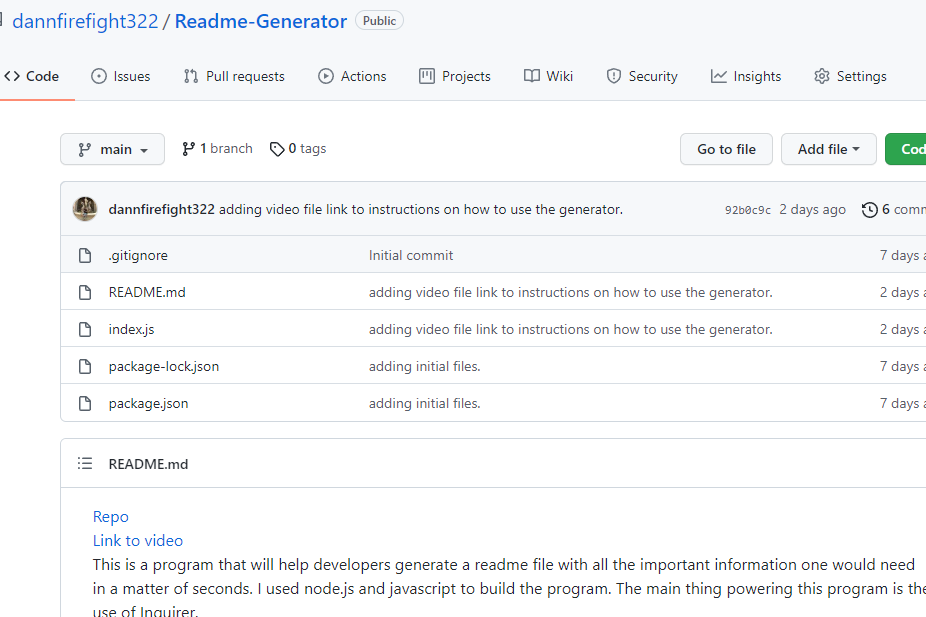 dannfirefight322 / Readme-Generator Public
Code Issues Pull requests Actions Projects Wiki Security Insights Settings
main 1 branch 0 tags Go to file Add file
dannfirefight322 adding video file link to instructions on how to use the generator. 92b0c9c 2 days ago 6
.gitignore Initial commit 7 days
README.md adding video file link to instructions on how to use the generator. 2 days
index.js adding video file link to instructions on how to use the generator. 2 days
package-lock.json adding initial files. 7 days
package.json adding initial files. 7 days
README.md
Repo
Link to video
This is a program that will help developers generate a readme file with all the important information one would need
in a matter of seconds. I used node.js and javascript to build the program. The main thing powering this program is the
use of Inquirer.